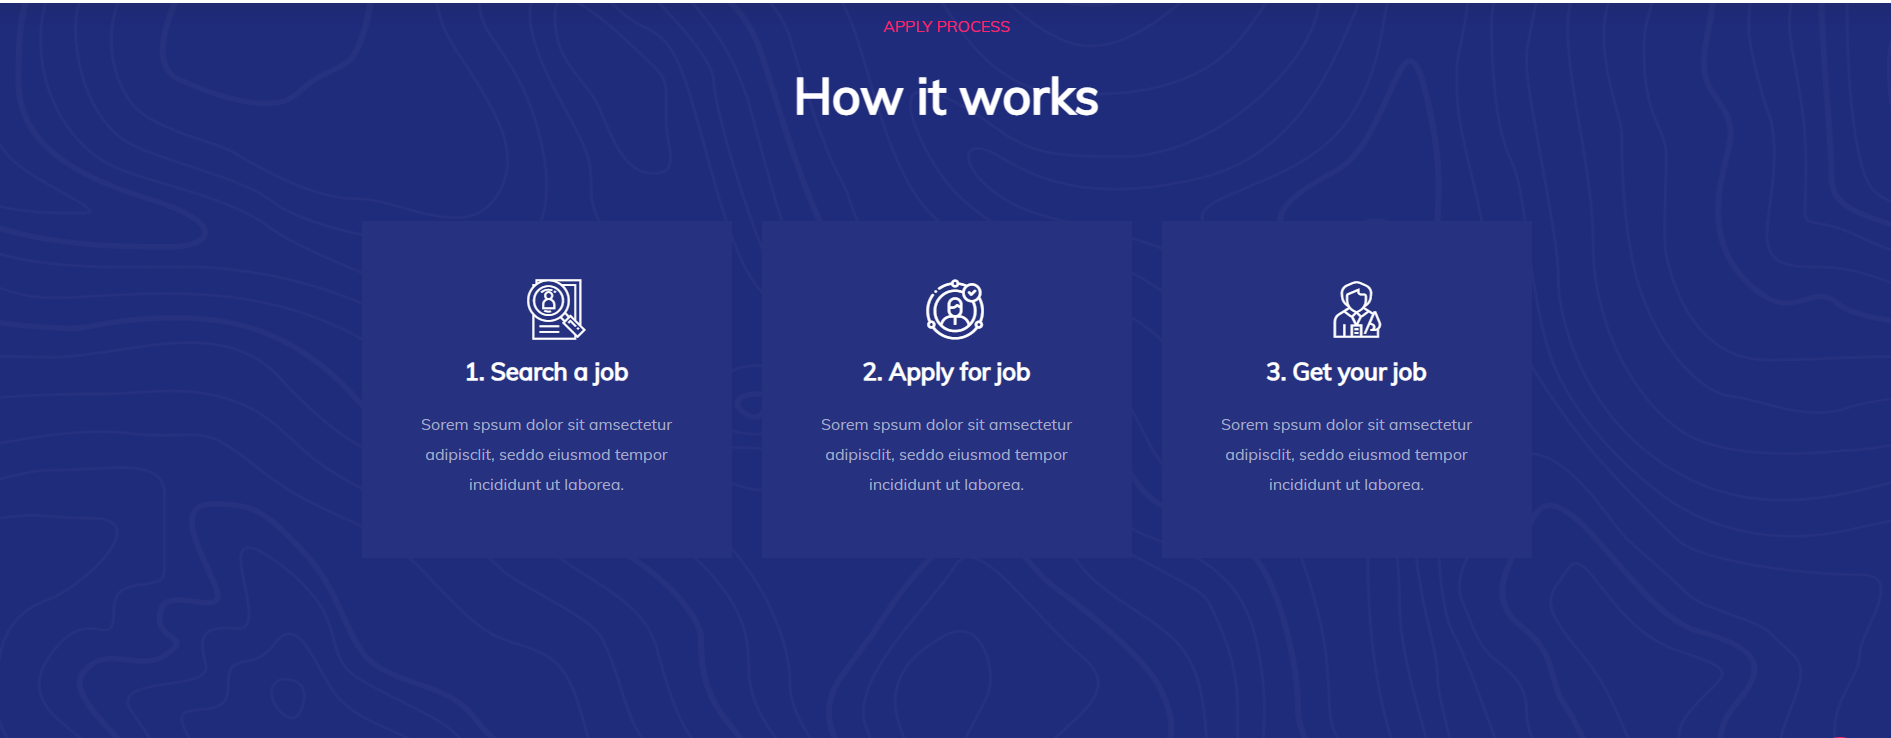 APPLY PROCESS
How it works
1. Search a job
Sorem spsum dolor sit amsectetur
adipisclit, seddo eiusmod tempor
incididunt ut laborea.
2. Apply for job
Sorem spsum dolor sit amsectetur
adipisclit, seddo eiusmod tempor
incididunt ut laborea.
3. Get your job
Sorem spsum dolor sit amsectetur
adipisclit, seddo eiusmod tempor
incididunt ut laborea.